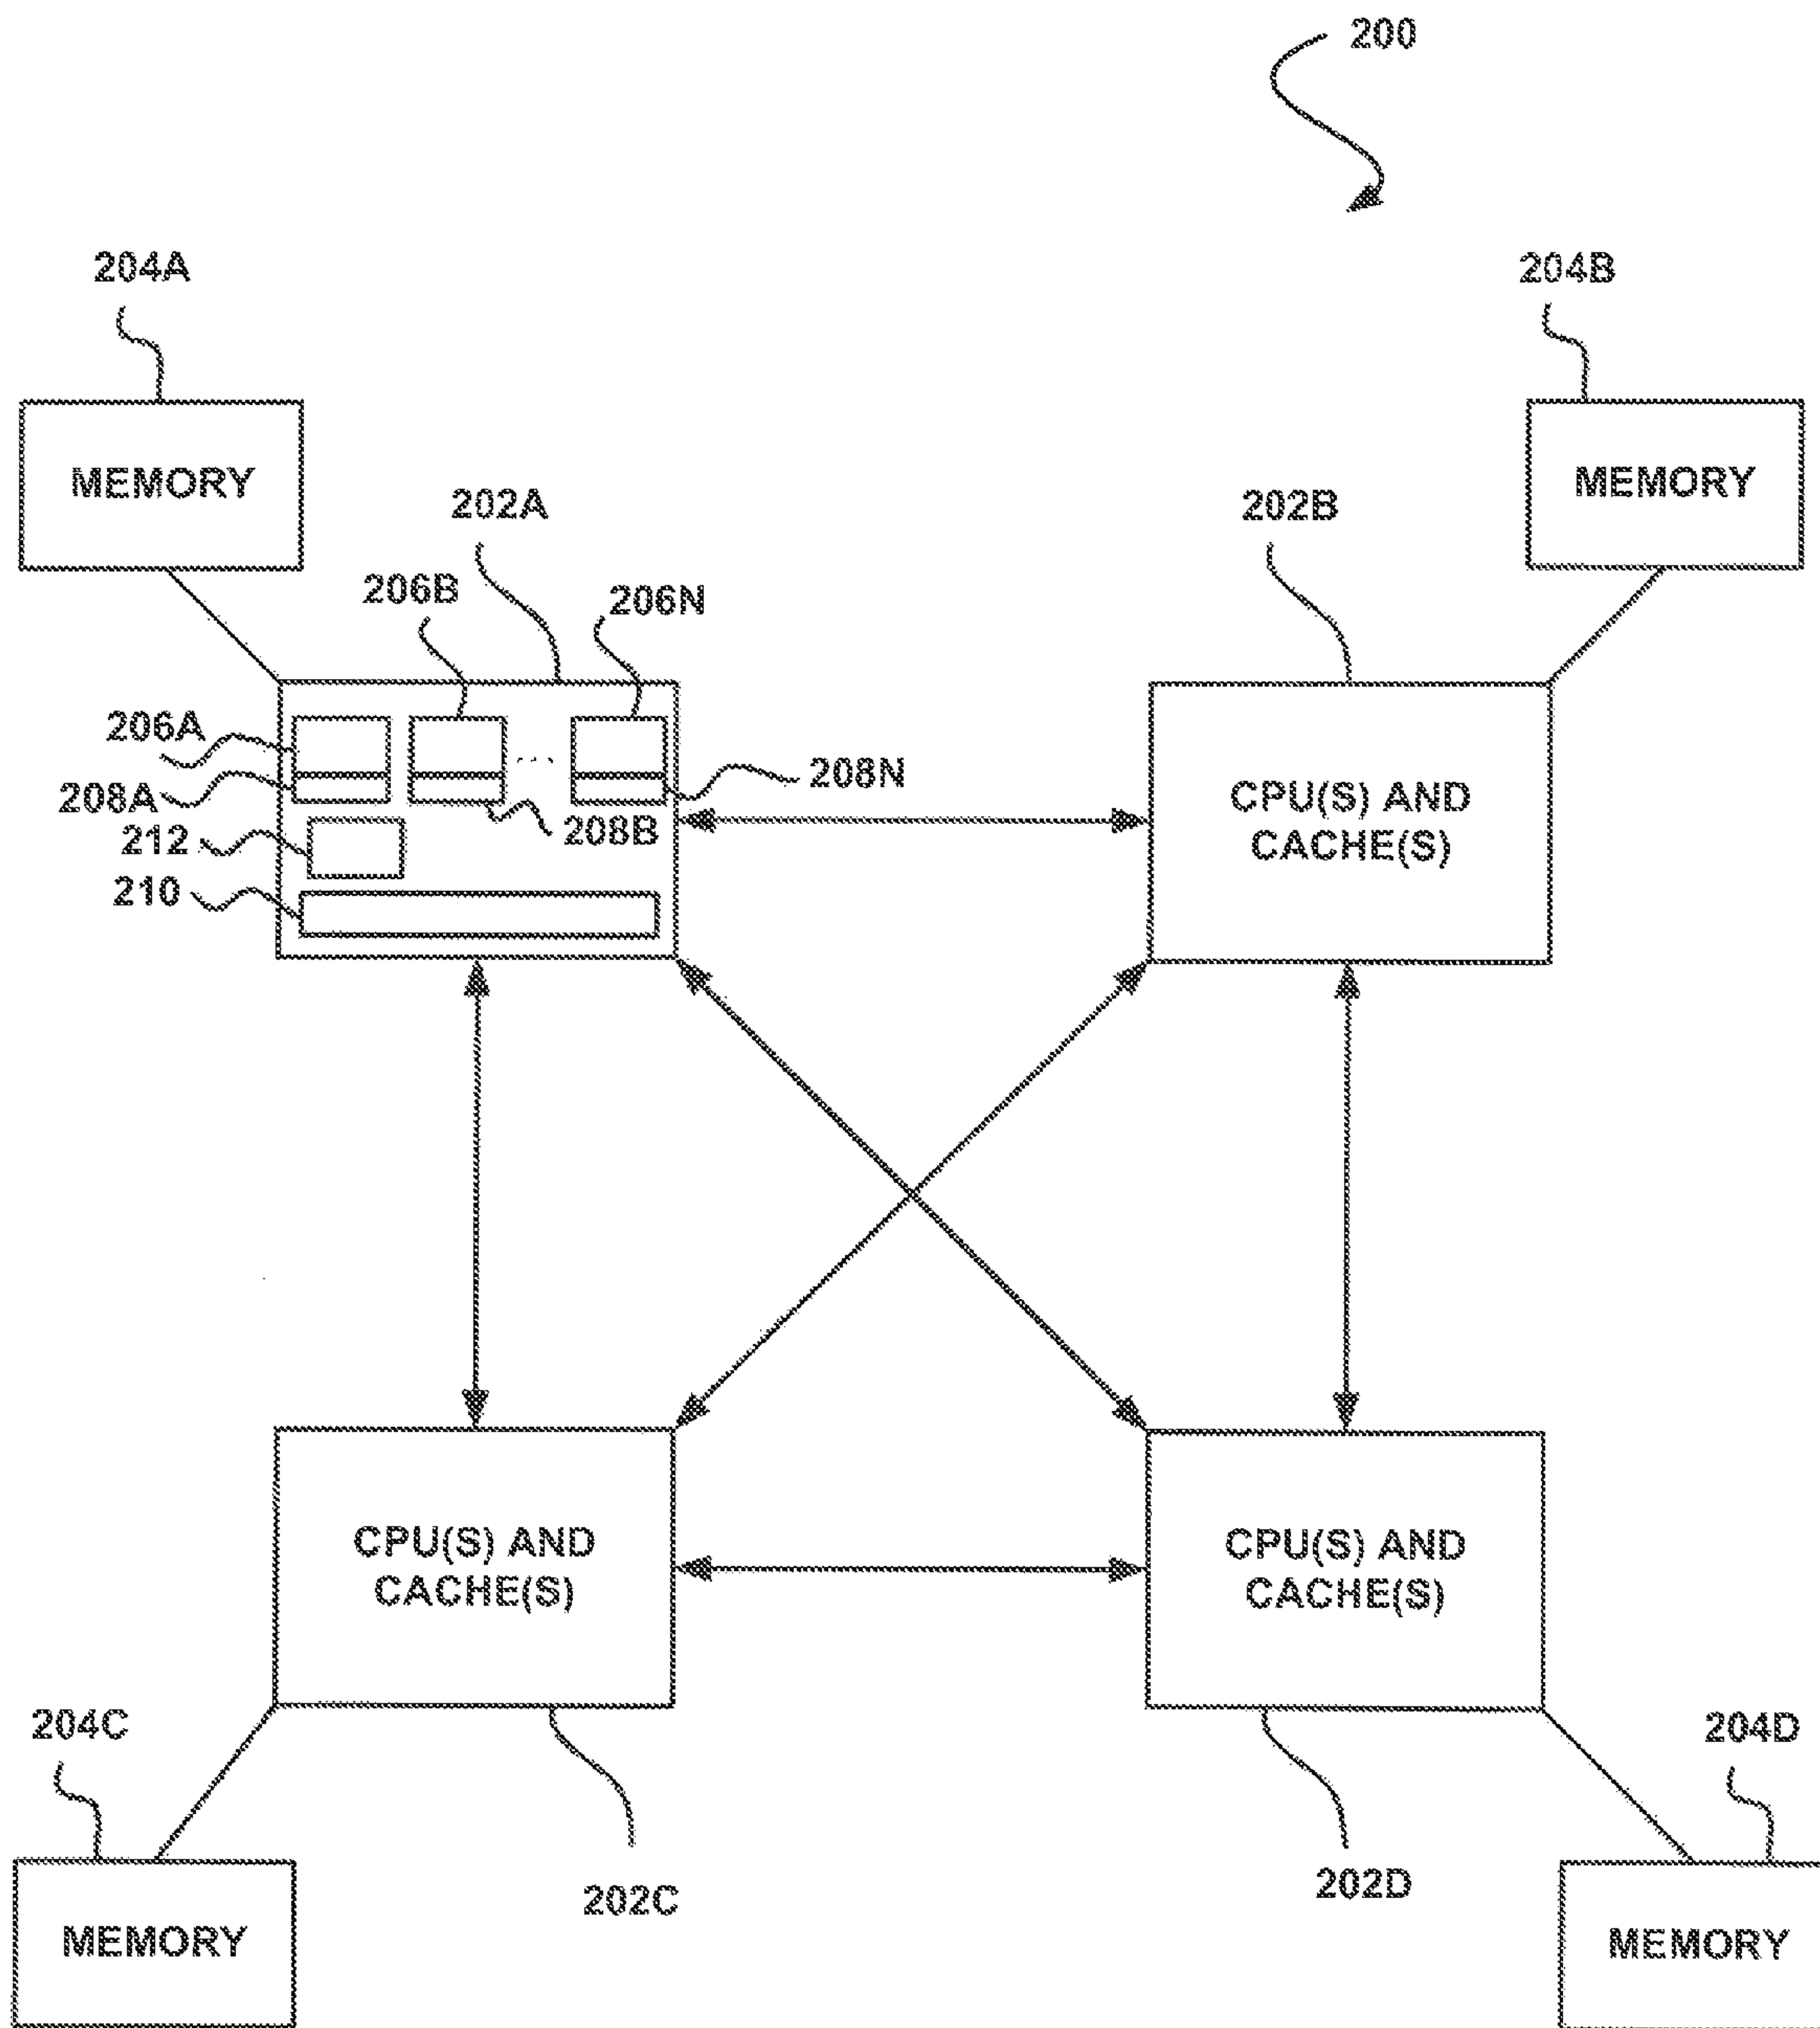 200
204A
204B
MEMORY
MEMORY
202A
202B
206B
206N
206A
208A
208N
208B
212
210
CPU(S) AND
CACHE(S)
CPU(S) AND
CACHE(S)
CPU(S) AND
CACHE(S)
204C
204D
202C
202D
MEMORY
MEMORY